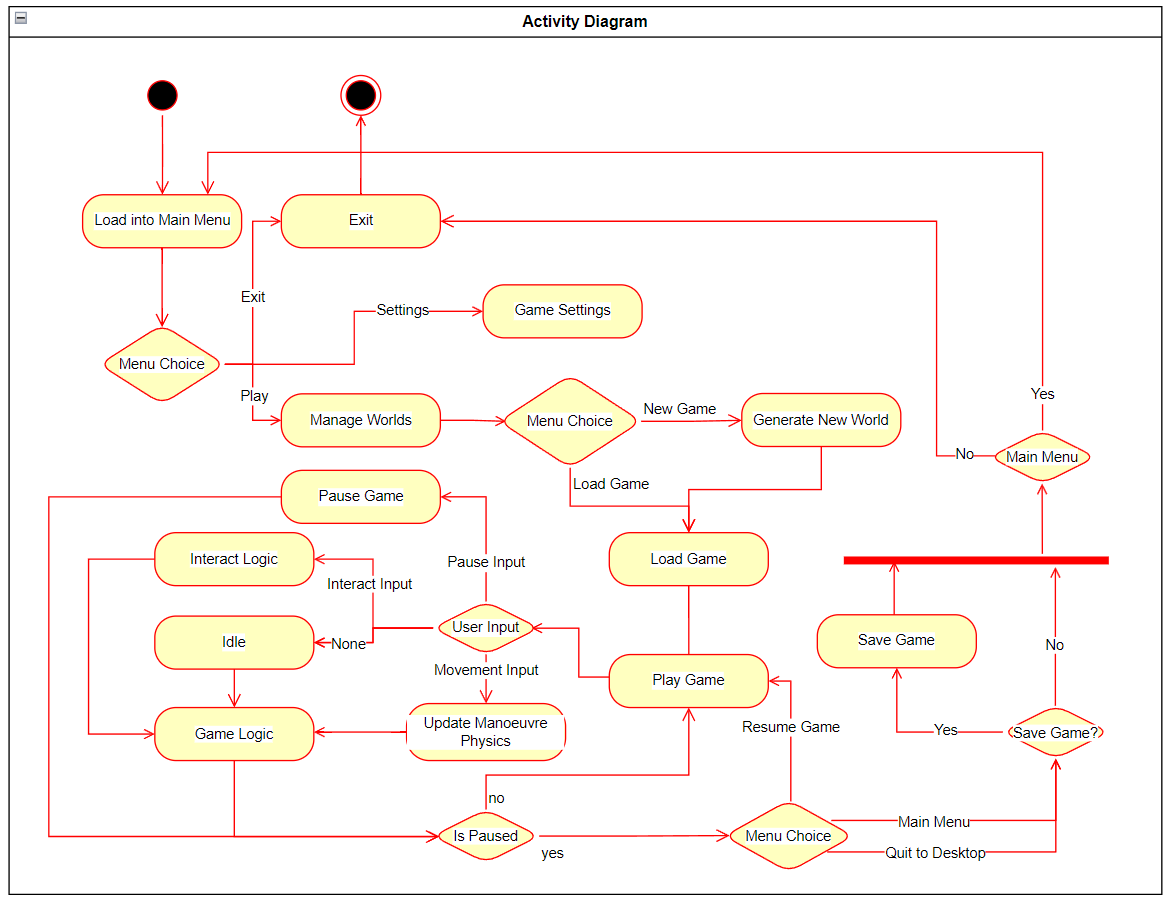 Activity Diagram
Load into Main Menu
Exit
Exit
Settings
Game Settings
Menu Choice
Play
Manage Worlds
Menu Choice
New Game
Generate New World
Yes
No
Main Menu
Load Game
Pause Game
Interact Logic
Pause Input
Load Game
Interact Input
User Input
Idle
None
Save Game
No
Movement Input
Play Game
Game Logic
Update Manoeuvre
Physics
Resume Game
Yes
Save Game?
no
Is Paused
yes
Menu Choice
Main Menu
Quit to Desktop